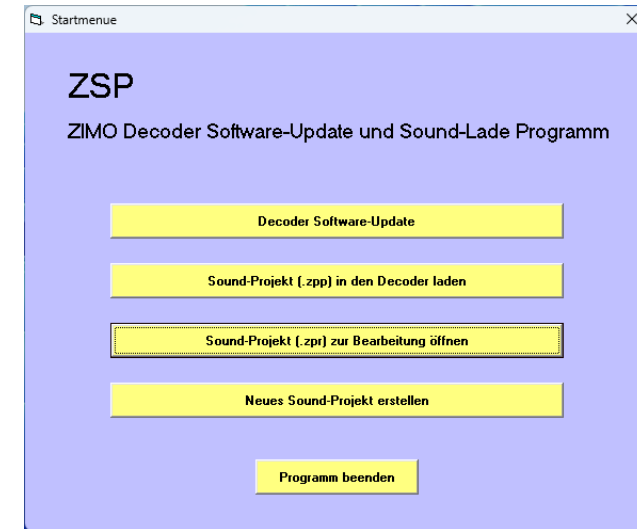 Startmenue
ZSP
ZIMO Decoder Software-Update und Sound-Lade Programm
Decoder Software-Update
Sound-Projekt (.zpp) in den Decoder laden
Sound-Projekt (.zpr) zur Bearbeitung öffnen
Neues Sound-Projekt erstellen
Programm beenden